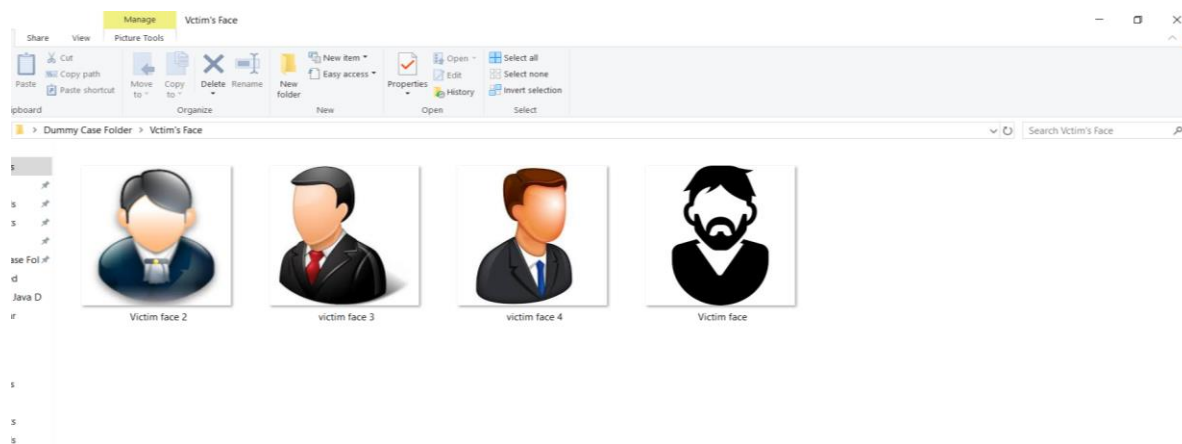 Manage Vctim's Face
Share View Picture Tools
Cut
Copy path
Paste shortcut
Paste
Move to
Copy to
Delete
Rename
New folder
New item
Easy access
Properties
Open
Edit
History
Select all
Select none
Invert selection
Organize New Open Select
> Dummy Case Folder > Vctim's Face
Search Vctim's Face
Java D
Victim face 2 victim face 3 victim face 4 Victim face